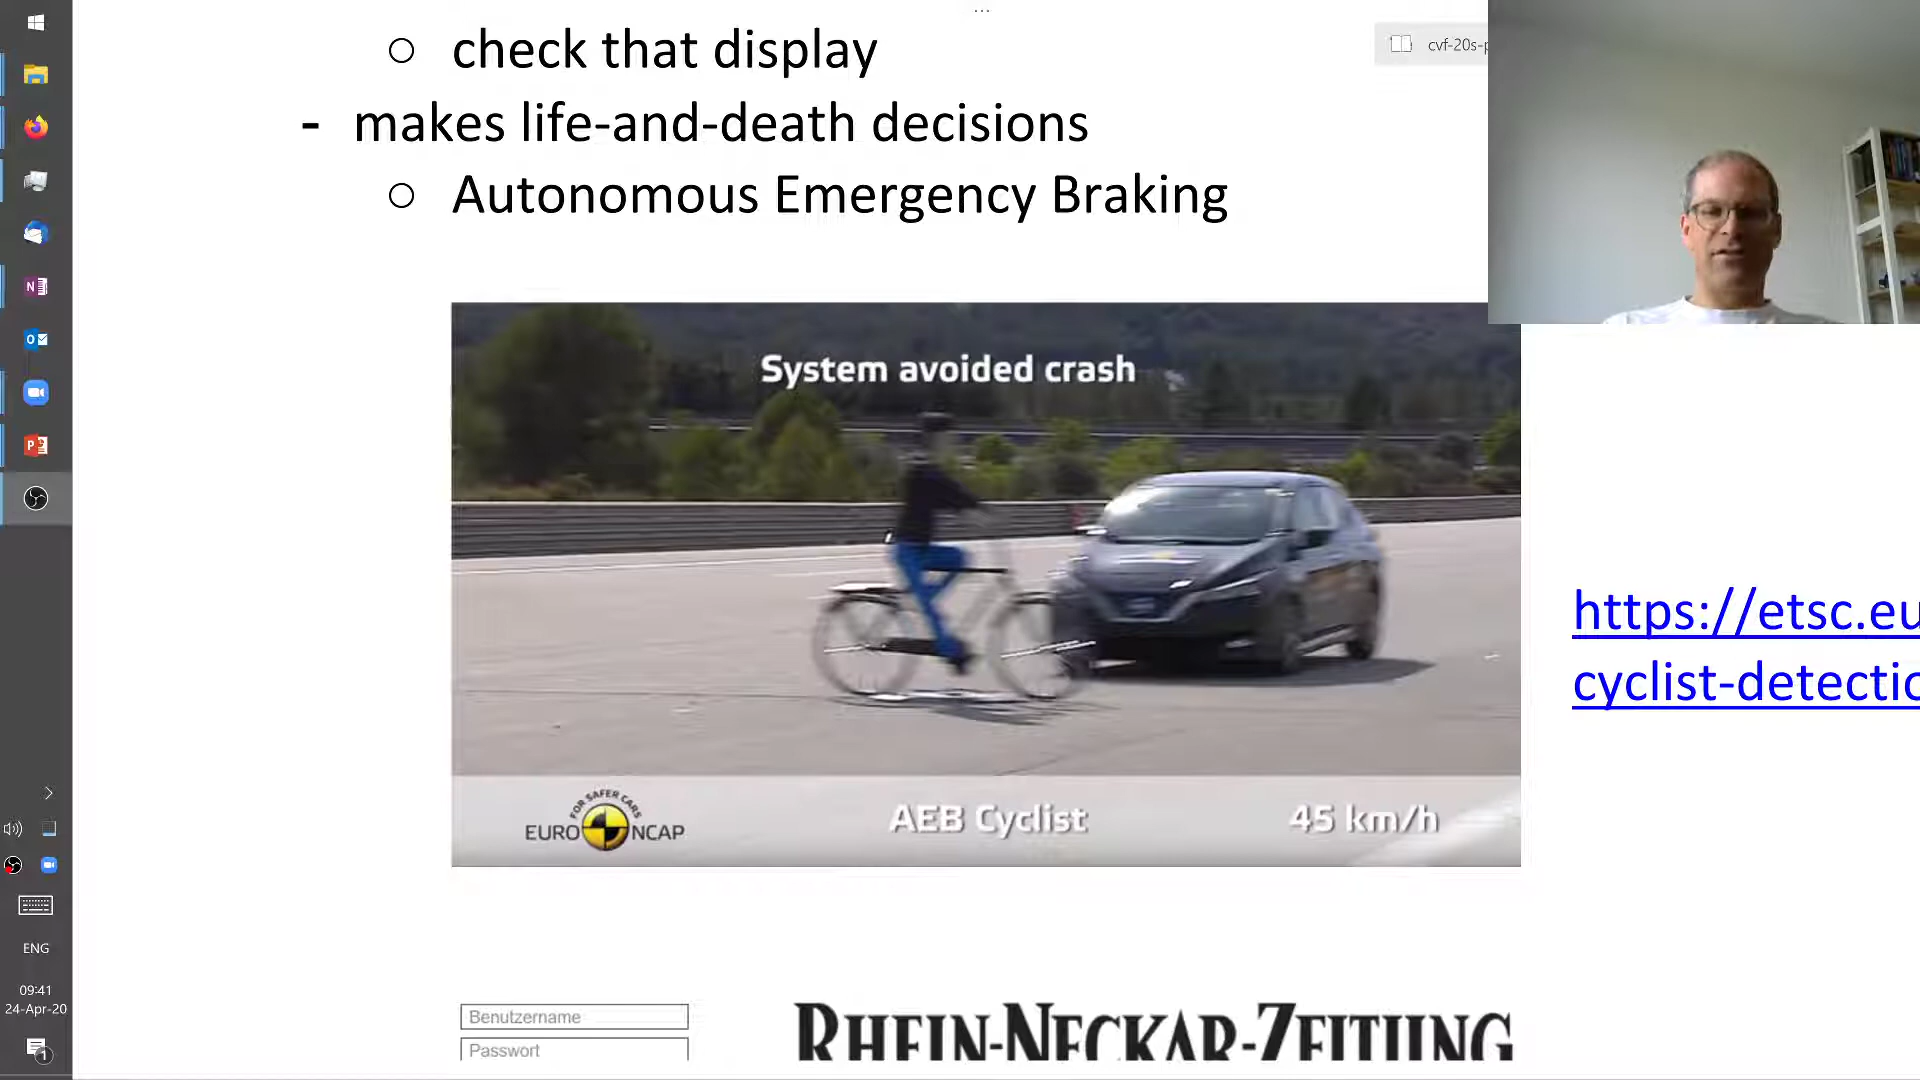 ○ check that display
cvf-20s-p
- makes life-and-death decisions
○ Autonomous Emergency Braking
System avoided crash
https://etsc.eu
cyclist-detectio
FOR SAFER CARS
EURO NCAP
AEB Cyclist
45 km/h
ENG
09:41
24-Apr-20
1
Benutzername
Passwort
RHEIN-NECKAR-ZEITUNG